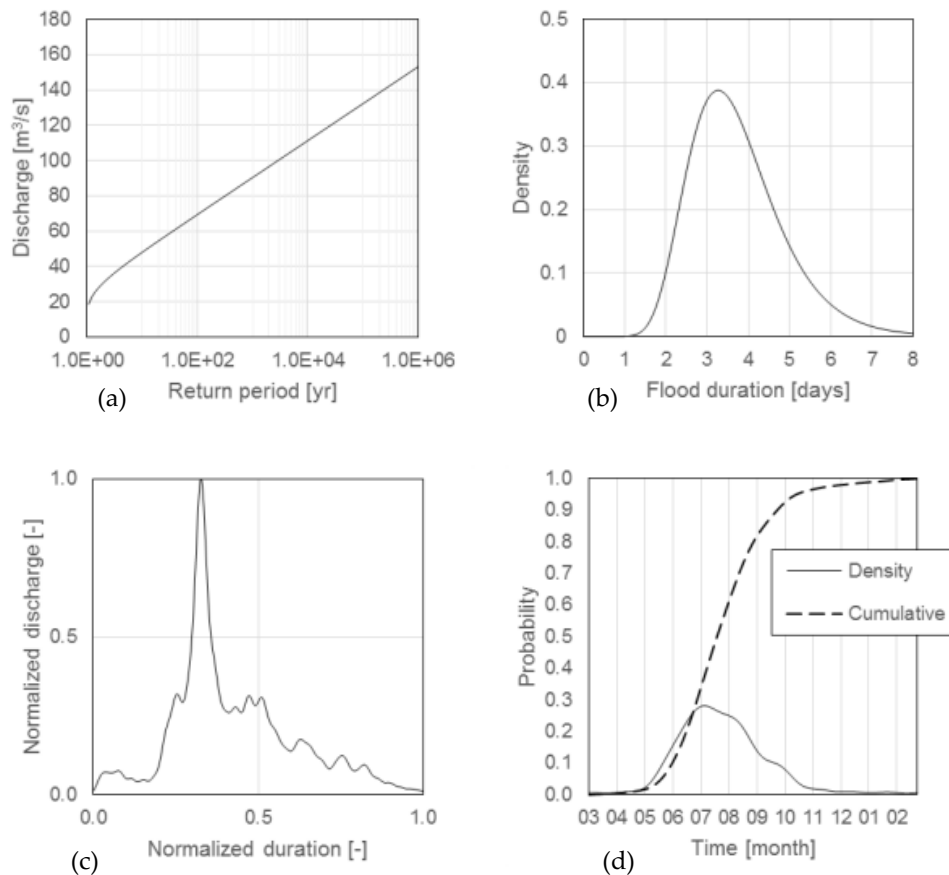 180
160
140
120
100
80
60
40
20
0
Discharge [m³/s]
1.0E+00 1.0E+02 1.0E+04 1.0E+06
Return period [yr]
(a)
0.5
0.4
0.3
0.2
0.1
0
Density
0 1 2 3 4 5 6 7 8
Flood duration [days]
(b)
1.0
0.5
0.0
Normalized discharge [-]
0.0 0.5 1.0
Normalized duration [-]
(c)
1.0
0.9
0.8
0.7
0.6
0.5
0.4
0.3
0.2
0.1
0.0
Probability
Density
Cumulative
03 04 05 06 07 08 09 10 11 12 01 02
Time [month]
(d)